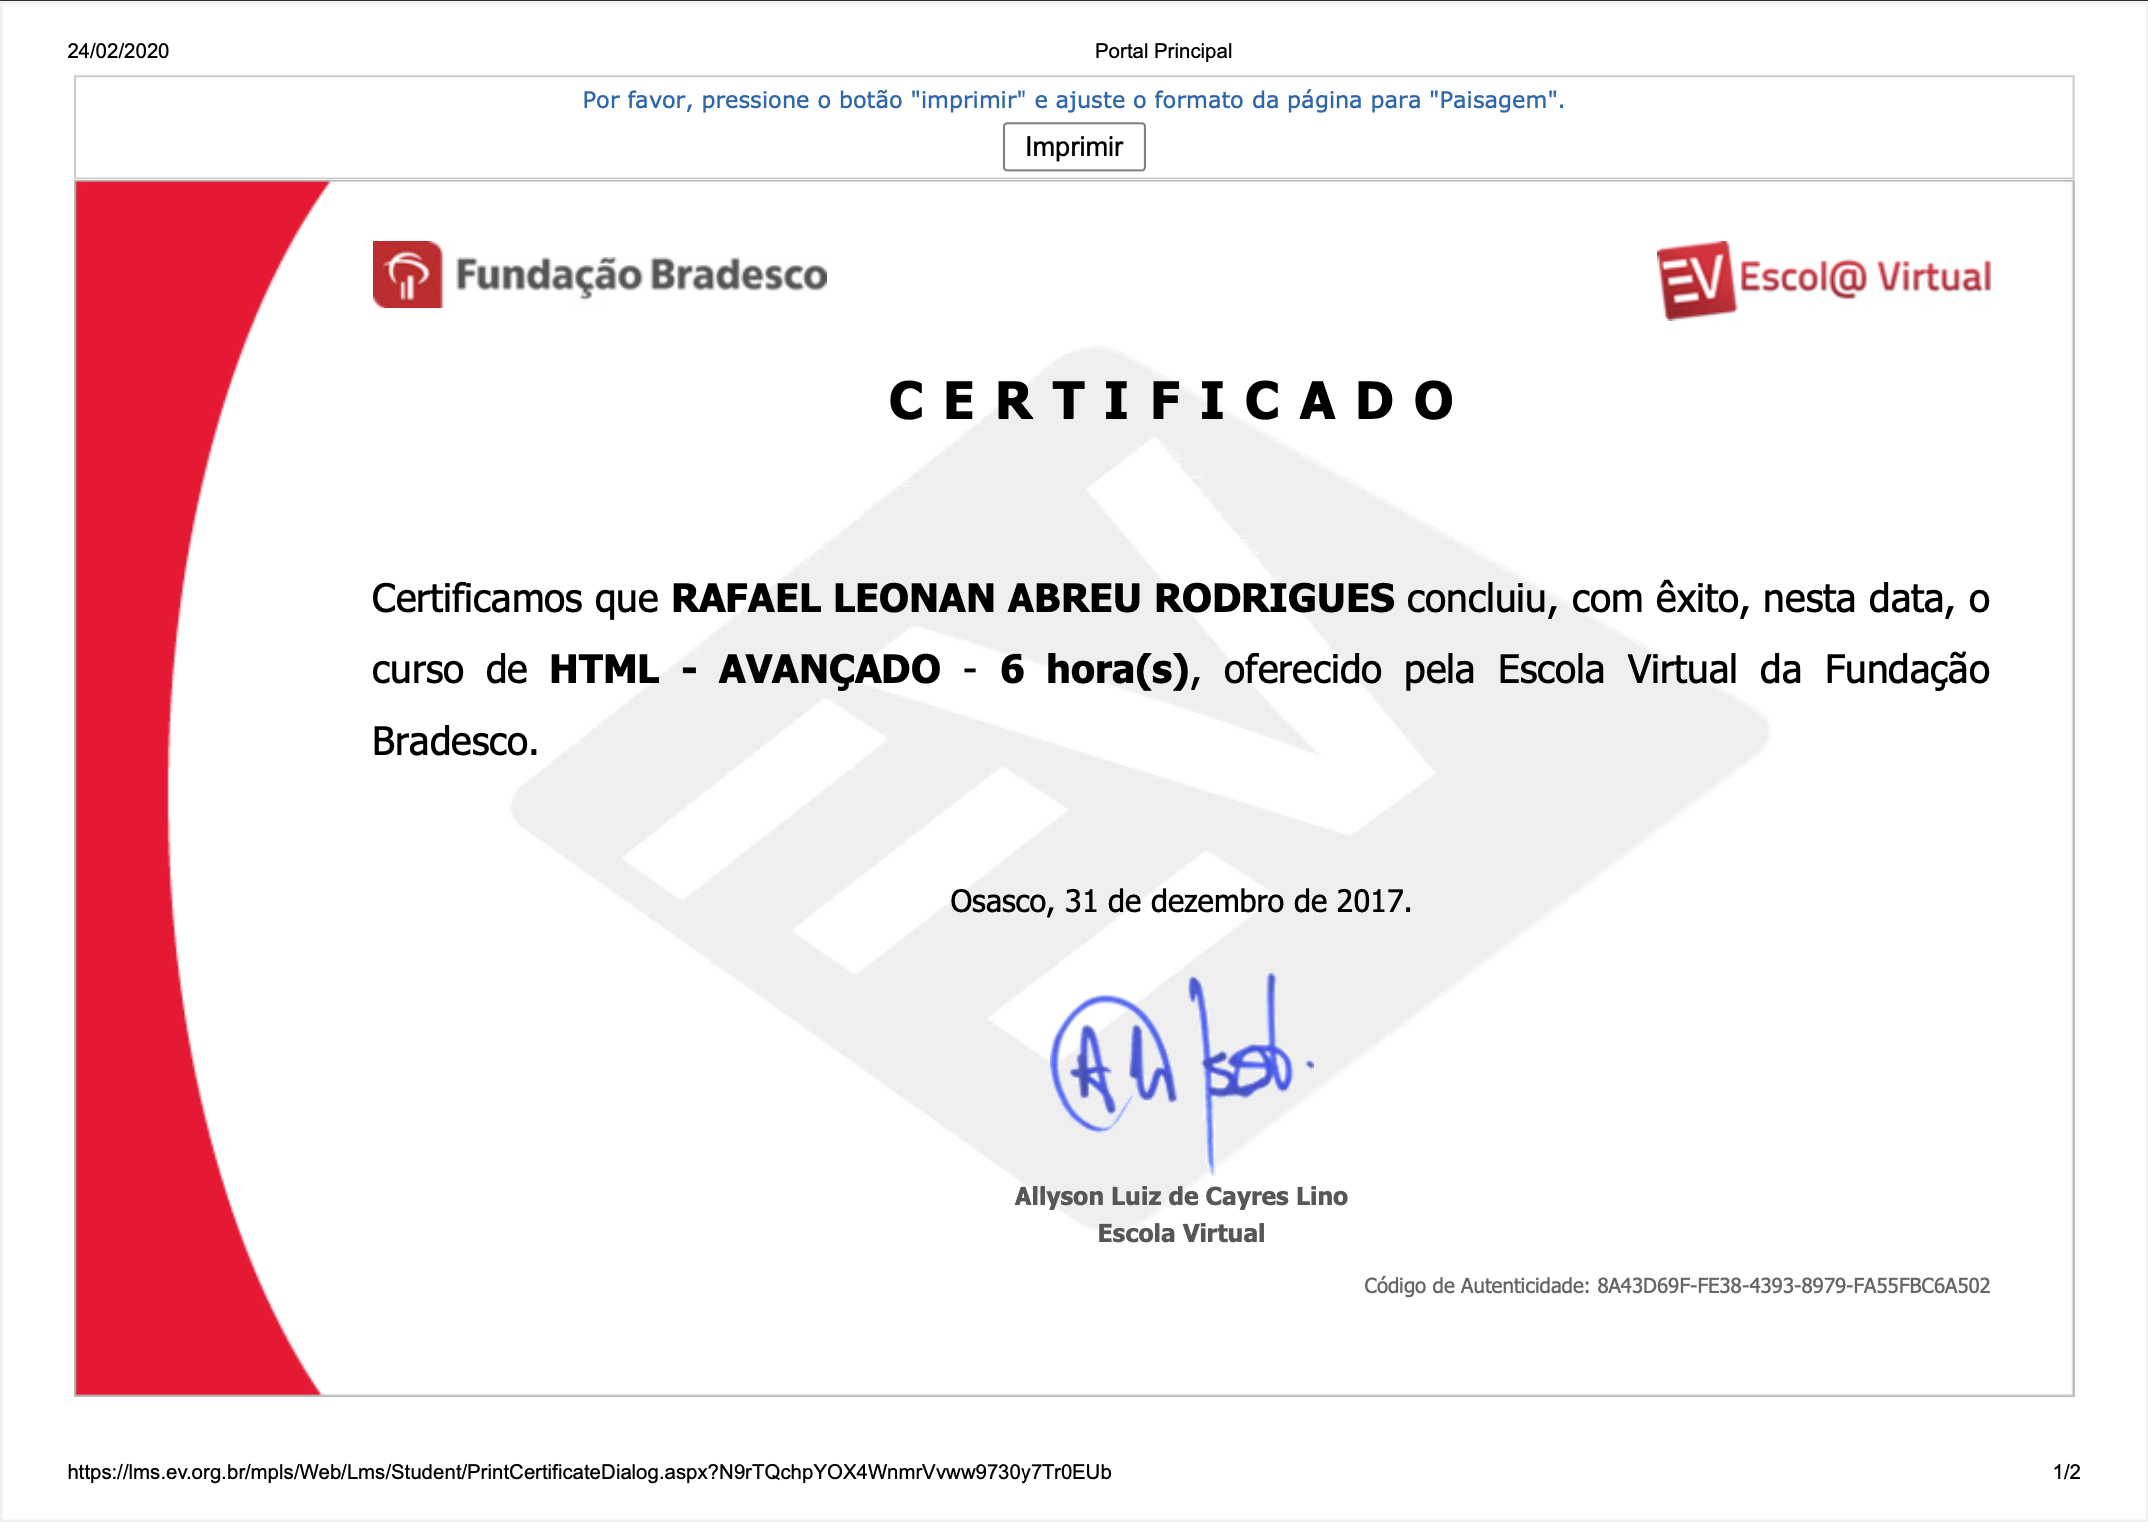 24/02/2020
Portal Principal
Por favor, pressione o botão "imprimir" e ajuste o formato da página para "Paisagem".
Imprimir
Fundação Bradesco
EV Escol@ Virtual
CERTIFICADO
Certificamos que RAFAEL LEONAN ABREU RODRIGUES concluiu, com êxito, nesta data, o
curso de HTML - AVANÇADO - 6 hora(s), oferecido pela Escola Virtual da Fundação
Bradesco.
Osasco, 31 de dezembro de 2017.
Allyson Luiz de Cayres Lino
Escola Virtual
Código de Autenticidade: 8A43D69F-FE38-4393-8979-FA55FBC6A502
https://lms.ev.org.br/mpls/Web/Lms/Student/PrintCertificateDialog.aspx?N9rTQchpYOX4WnmrVvww9730y7Tr0EUb
1/2